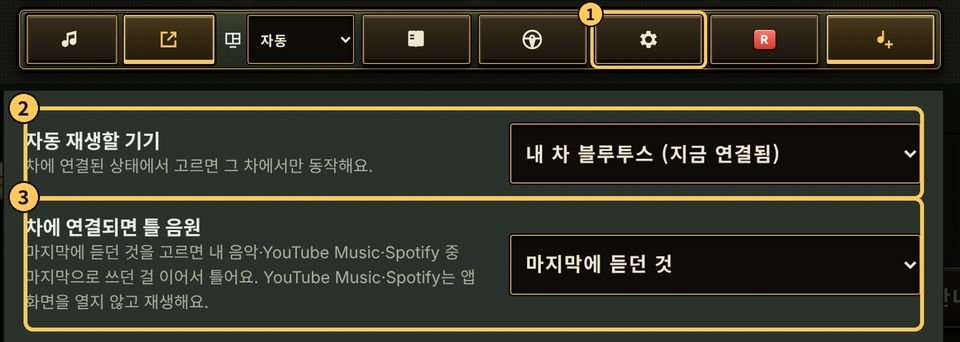 1
자동
R
2
자동 재생할 기기
차에 연결된 상태에서 고르면 그 차에서만 동작해요.
내 차 블루투스 (지금 연결됨)
3
차에 연결되면 틀 음원
마지막에 듣던 것을 고르면 내 음악·YouTube Music·Spotify 중
마지막으로 쓰던 걸 이어서 틀어요. YouTube Music·Spotify는 앱
화면을 열지 않고 재생해요.
마지막에 듣던 것